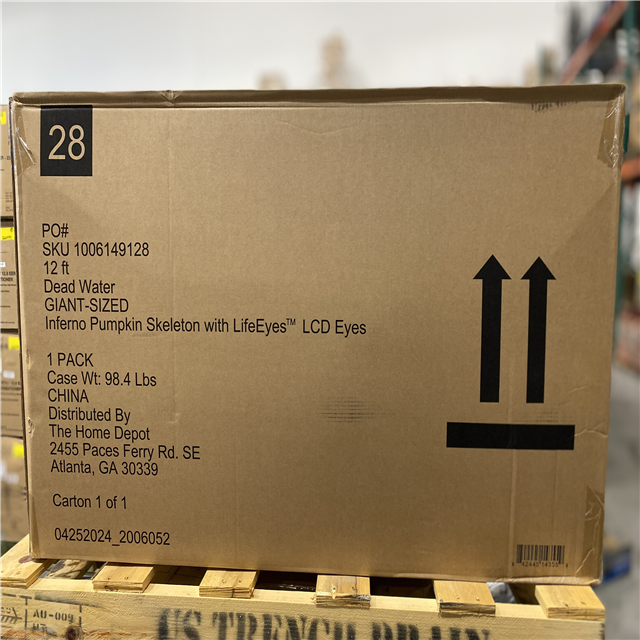 28
PO#
SKU 1006149128
12 ft
Dead Water
GIANT-SIZED
Inferno Pumpkin Skeleton with LifeEyes™ LCD Eyes
1 PACK
Case Wt: 98.4 Lbs
CHINA
Distributed By
The Home Depot
2455 Paces Ferry Rd. SE
Atlanta, GA 30339
Carton 1 of 1
04252024_2006052
US TRENCH DRAIN